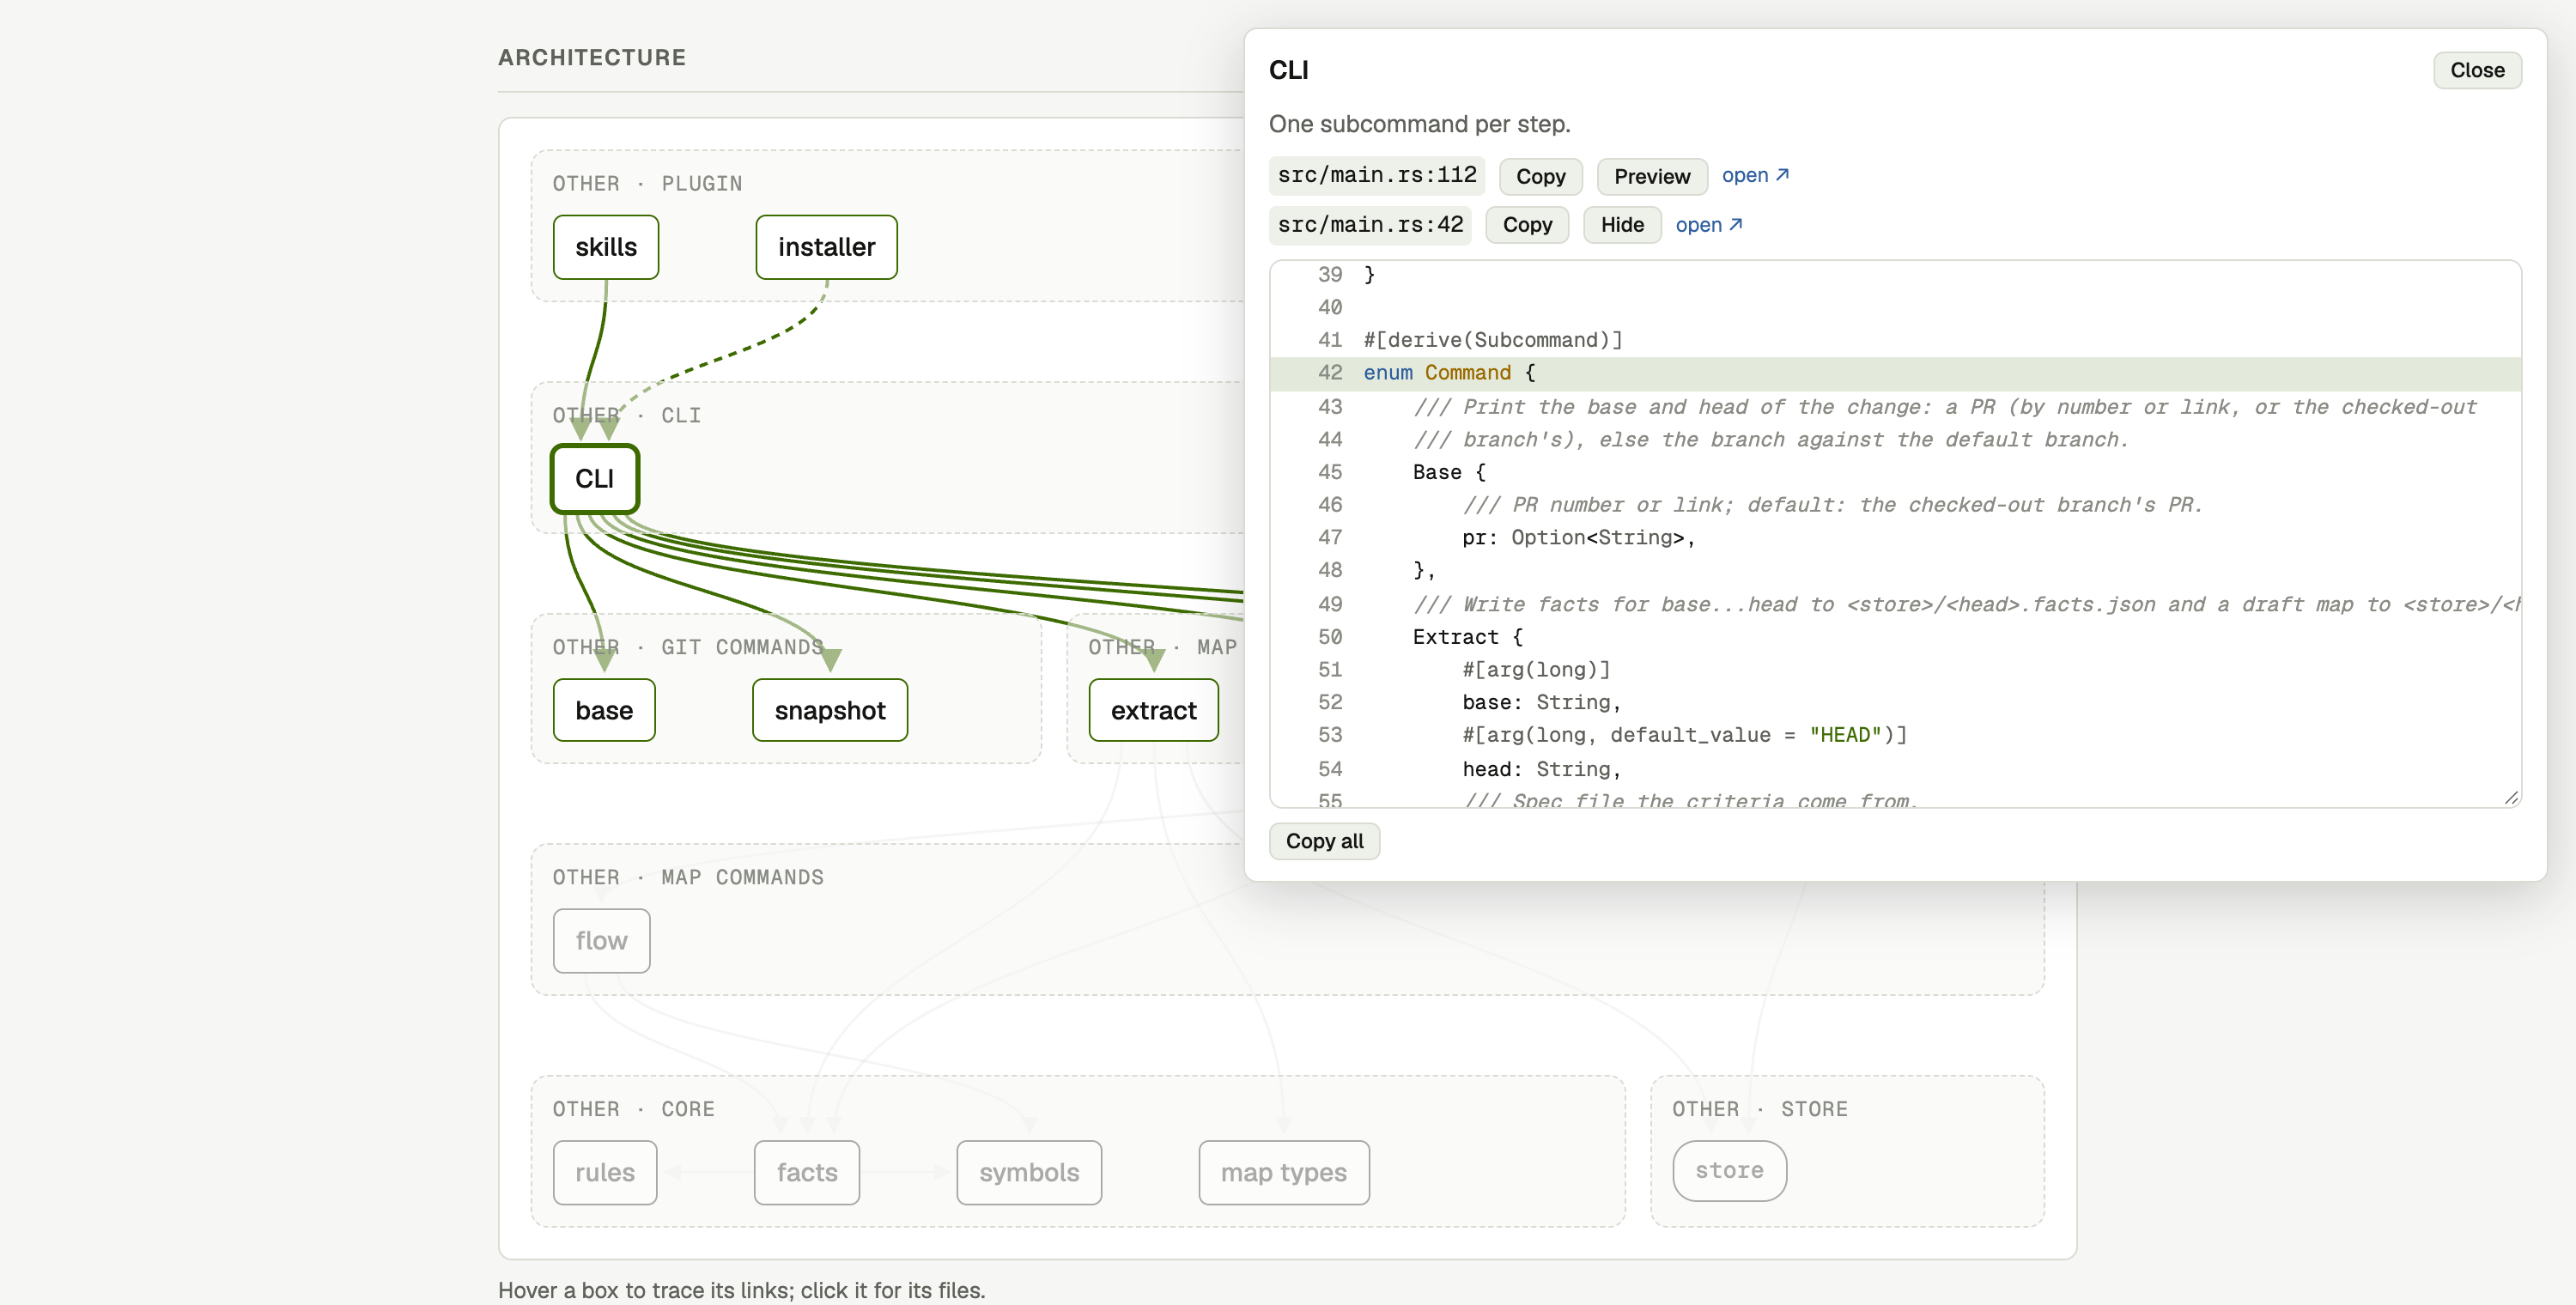 ARCHITECTURE
OTHER · PLUGIN
skills
installer
OTHER · CLI
CLI
OTHER · GIT COMMANDS
base
snapshot
OTHER · MAP
extract
OTHER · MAP COMMANDS
flow
OTHER · CORE
rules
facts
symbols
map types
OTHER · STORE
store
Hover a box to trace its links; click it for its files.
CLI
Close
One subcommand per step.
src/main.rs:112 Copy Preview open ↗
src/main.rs:42 Copy Hide open ↗
39 }
40
41 #[derive(Subcommand)]
42 enum Command {
43 /// Print the base and head of the change: a PR (by number or link, or the checked-out
44 /// branch's), else the branch against the default branch.
45 Base {
46 /// PR number or link; default: the checked-out branch's PR.
47 pr: Option<String>,
48 },
49 /// Write facts for base...head to <store>/<head>.facts.json and a draft map to <store>/<h
50 Extract {
51 #[arg(long)]
52 base: String,
53 #[arg(long, default_value = "HEAD")]
54 head: String,
55 /// Spec file the criteria come from.
Copy all